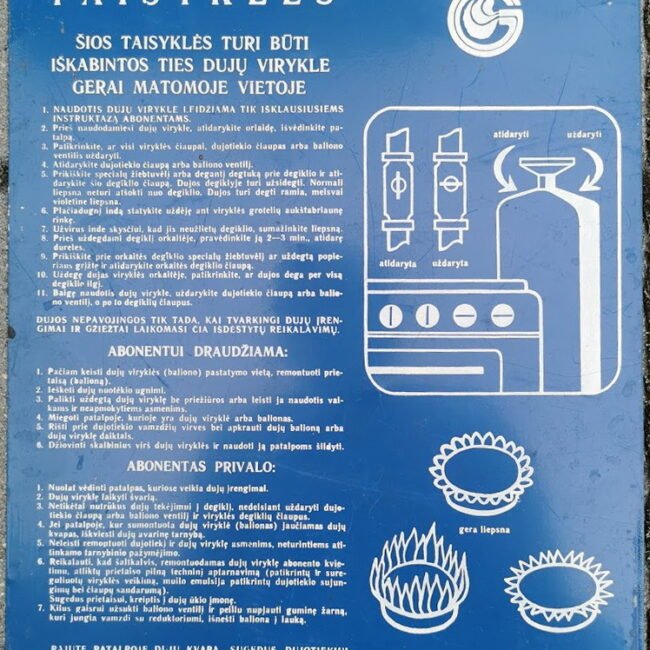 TAISYKLĖS
ŠIOS TAISYKLĖS TURI BŪTI
IŠKABINTOS TIES DUJŲ VIRYKLE
GERAI MATOMOJE VIETOJE
1. NAUDOTIS DUJŲ VIRYKLE LEIDŽIAMA TIK IŠKLAUSIUSIEMS
INSTRUKTAŽĄ ABONENTAMS.
2. Prieš naudodamiesi dujų virykle, atidarykite orlaidę, išvėdinkite pa-
talpą.
3. Patikrinkite, ar visi viryklės čiaupai, dujotiekio čiaupas arba baliono
ventilis uždaryti.
4. Atidarykite dujotiekio čiaupą arba baliono ventilį.
5. Prikiškite specialų žiebtuvėlį arba degantį degtuką prie degiklio ir ati-
darykite šio degiklio čiaupą. Dujos degiklyje turi užsidegti. Normali
liepsna neturi atšokti nuo degiklio. Dujos turi degti ramia, melsvai
violetine liepsna.
6. Plačiadugnį indą statykite uždėję ant viryklės grotelių aukštabriaunę
rinkę.
7. Užvirus inde skysčiui, kad jis neužlietų degiklio, sumažinkite liepsną.
8. Prieš uždegdami degiklį orkaitėje, pravėdinkite ją 2—3 min., atidarę
dureles.
9. Prikiškite prie orkaitės degiklio specialų žiebtuvėlį ar uždegtą popie-
riaus grįžtę ir atidarykite orkaitės degiklio čiaupą.
10. Uždegę dujas viryklės orkaitėje, patikrinkite, ar dujos dega per visą
degiklio ilgį.
11. Baigę naudotis dujų virykle, uždarykite dujotiekio čiaupą arba balio-
no ventilį, o po to degiklių čiaupus.
DUJOS NEPAVOJINGOS TIK TADA, KAI TVARKINGI DUJŲ ĮREN-
GIMAI IR GRIEŽTAI LAIKOMASI ČIA IŠDĖSTYTŲ REIKALAVIMŲ.
ABONENTUI DRAUDŽIAMA:
1. Pačiam keisti dujų viryklės (baliono) pastatymo vietą, remontuoti prie-
taisą (balioną).
2. Ieškoti dujų nuotėkio ugnimi.
3. Palikti uždegtą dujų viryklę be priežiūros arba leisti ja naudotis vai-
kams ir neapmokytiems asmenims.
4. Miegoti patalpoje, kurioje yra dujų viryklė arba balionas.
5. Rišti prie dujotiekio vamzdžių virves bei apkrauti dujų balioną arba
dujų viryklę daiktais.
6. Džiovinti skalbinius virš dujų viryklės ir naudoti ją patalpoms šildyti.
ABONENTAS PRIVALO:
1. Nuolat vėdinti patalpas, kuriose veikia dujų įrengimai.
2. Dujų viryklę laikyti švarią.
3. Netikėtai nutrūkus dujų tekėjimui į degiklį, nedelsiant uždaryti dujo-
tiekio čiaupą arba baliono ventilį ir viryklės degiklių čiaupus.
4. Jei patalpoje, kur sumontuota dujų viryklė (balionas) jaučiamas dujų
kvapas, iškviesti dujų avarinę tarnybą.
5. Neleisti remontuoti dujotiekį ir dujų viryklę asmenims, neturintiems ati-
tinkamo tarnybinio pažymėjimo.
6. Reikalauti, kad šaltkalvis, remontuodamas dujų viryklę abonento kvie-
timu, atliktų prietaiso pilną techninį aptarnavimą (patikrintų ir sure-
guliuotų viryklės veikimą, muilo emulsija patikrintų dujotiekio sujun-
gimų bei čiaupų sandarumą).
Sugedus prietaisui, kreiptis į dujų ūkio įmonę.
7. Kilus gaisrui užsukti baliono ventilį ir peiliu nupjauti guminę žarną,
kuri jungia vamzdį su reduktoriumi, išnešti balioną į lauką.
PAJUTĘ PATALPOJE DUJŲ KVAPĄ, SUGEDUS DUJOTIEKIUI
atidaryti uždaryti
atidaryta uždaryta
gera liepsna